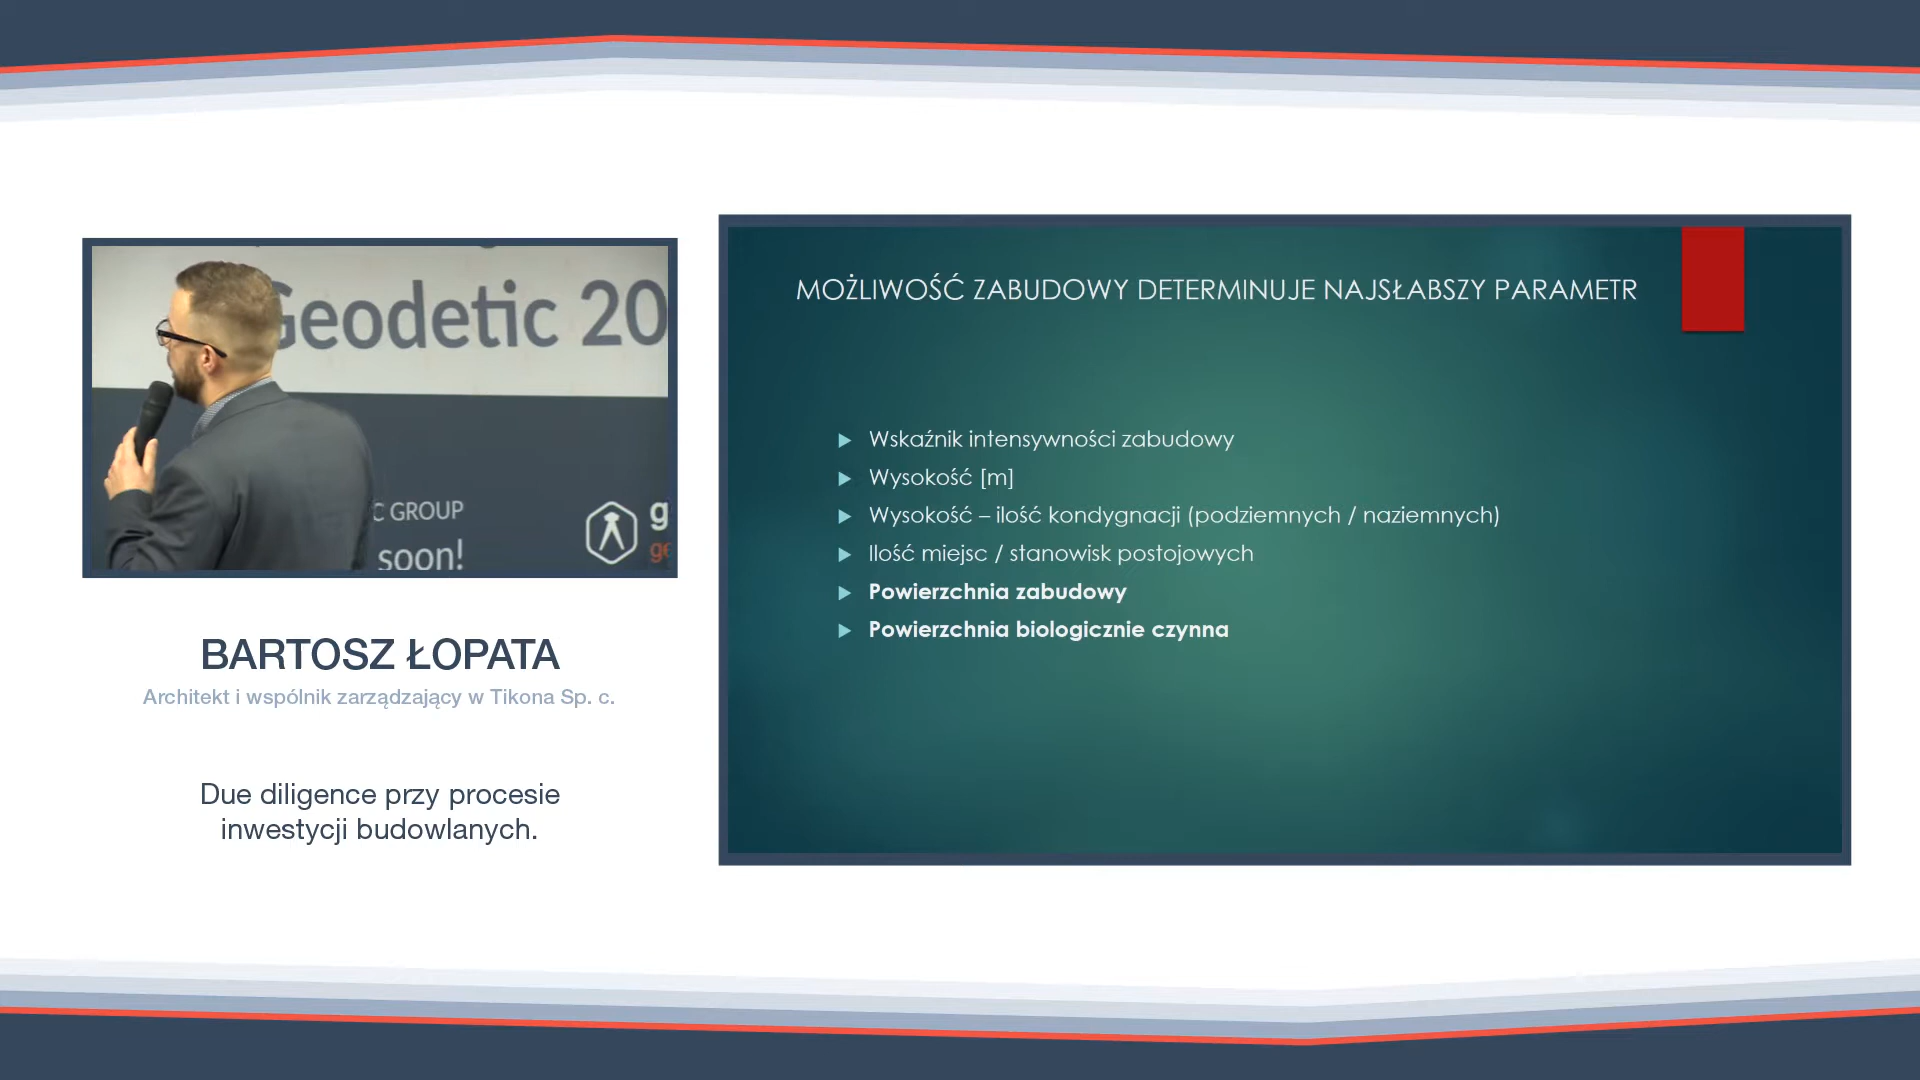 Geodetic 20
C GROUP
soon!
g
ge
BARTOSZ ŁOPATA
Architekt i wspólnik zarządzający w Tikona Sp. c.
Due diligence przy procesie
inwestycji budowlanych.
MOŻLIWOŚĆ ZABUDOWY DETERMINUJE NAJSŁABSZY PARAMETR
Wskaźnik intensywności zabudowy
Wysokość [m]
Wysokość – ilość kondygnacji (podziemnych / naziemnych)
Ilość miejsc / stanowisk postojowych
Powierzchnia zabudowy
Powierzchnia biologicznie czynna